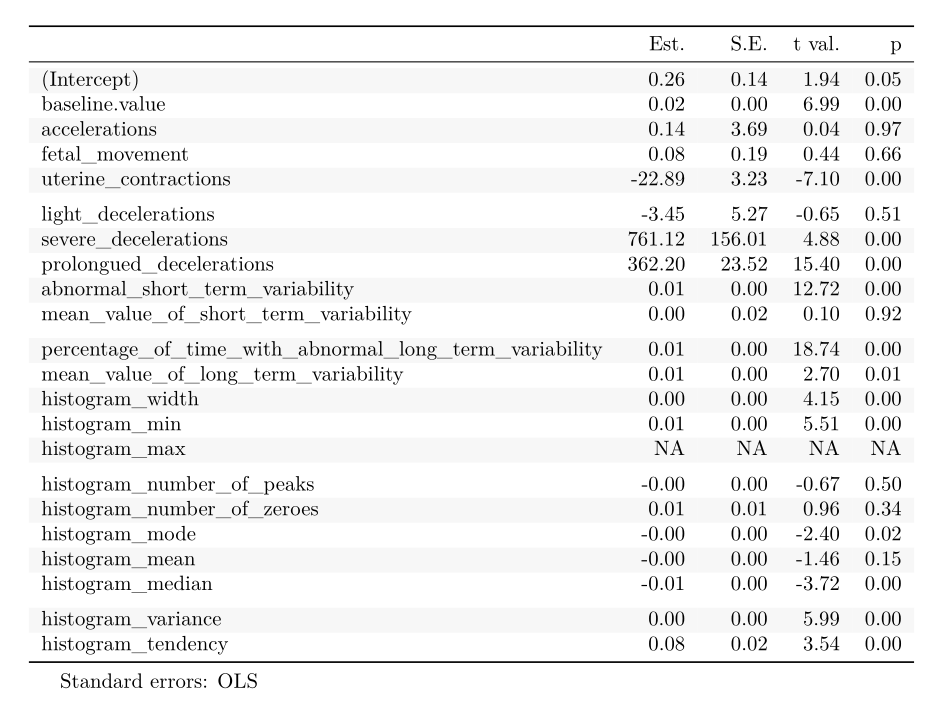 Est. S.E. t val. p
(Intercept) 0.26 0.14 1.94 0.05
baseline.value 0.02 0.00 6.99 0.00
accelerations 0.14 3.69 0.04 0.97
fetal_movement 0.08 0.19 0.44 0.66
uterine_contractions -22.89 3.23 -7.10 0.00
light_decelerations -3.45 5.27 -0.65 0.51
severe_decelerations 761.12 156.01 4.88 0.00
prolongued_decelerations 362.20 23.52 15.40 0.00
abnormal_short_term_variability 0.01 0.00 12.72 0.00
mean_value_of_short_term_variability 0.00 0.02 0.10 0.92
percentage_of_time_with_abnormal_long_term_variability 0.01 0.00 18.74 0.00
mean_value_of_long_term_variability 0.01 0.00 2.70 0.01
histogram_width 0.00 0.00 4.15 0.00
histogram_min 0.01 0.00 5.51 0.00
histogram_max NA NA NA NA
histogram_number_of_peaks -0.00 0.00 -0.67 0.50
histogram_number_of_zeroes 0.01 0.01 0.96 0.34
histogram_mode -0.00 0.00 -2.40 0.02
histogram_mean -0.00 0.00 -1.46 0.15
histogram_median -0.01 0.00 -3.72 0.00
histogram_variance 0.00 0.00 5.99 0.00
histogram_tendency 0.08 0.02 3.54 0.00
Standard errors: OLS